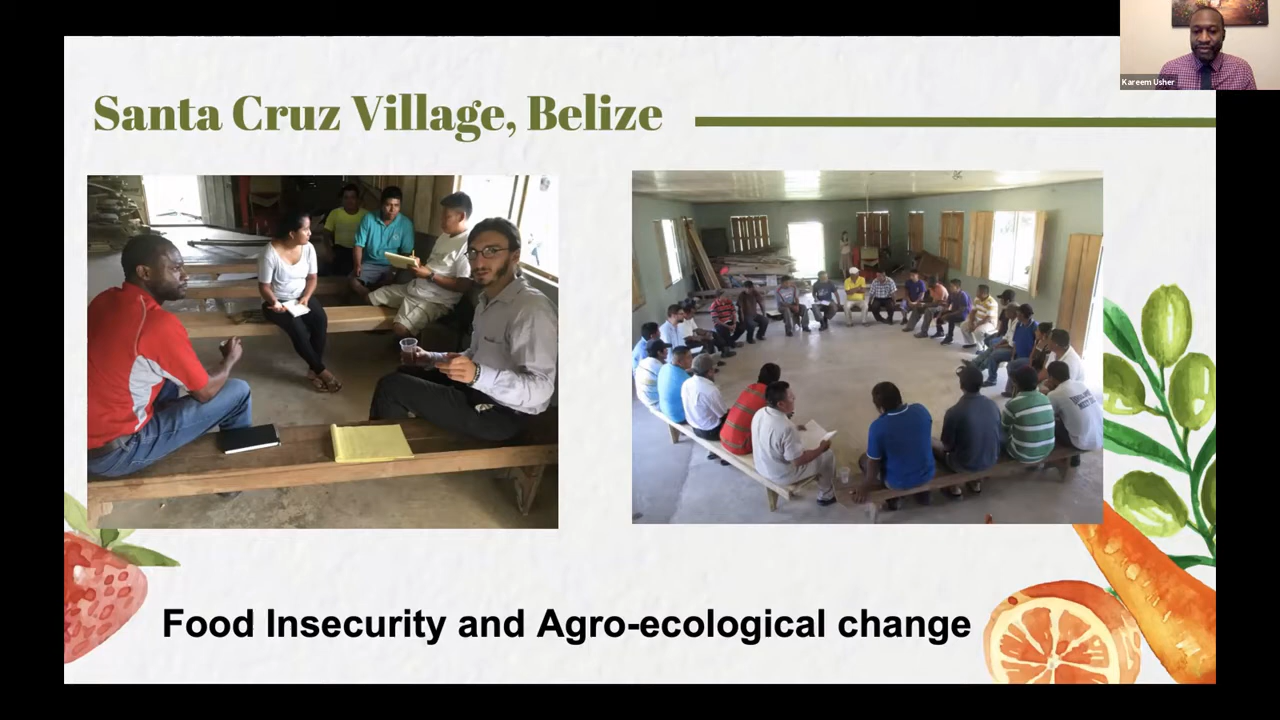 Kareem Usher
Santa Cruz Village, Belize
Food Insecurity and Agro-ecological change